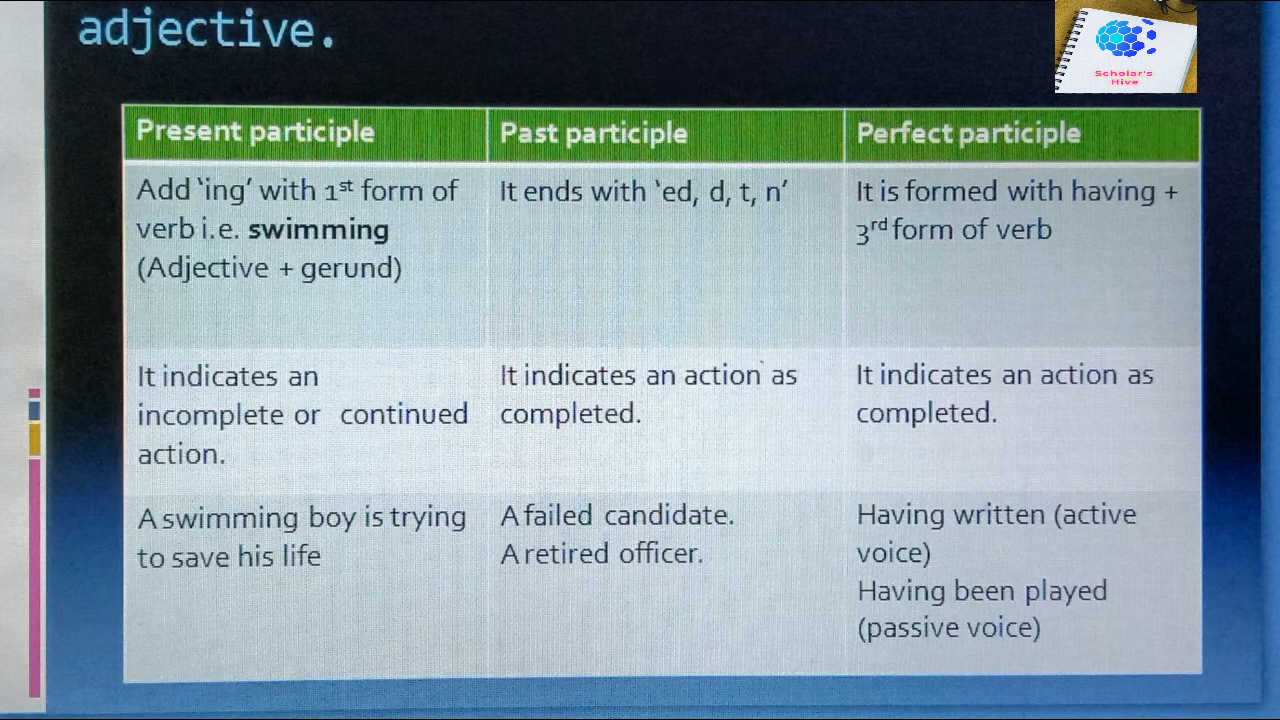 adjective.
Scholar's
Hive
Present participle
Past participle
Perfect participle
Add 'ing' with 1st form of
verb i.e. swimming
(Adjective + gerund)
It ends with 'ed, d, t, n'
It is formed with having +
3rd form of verb
It indicates an
incomplete or continued
action.
It indicates an action as
completed.
It indicates an action as
completed.
A swimming boy is trying
to save his life
A failed candidate.
A retired officer.
Having written (active
voice)
Having been played
(passive voice)